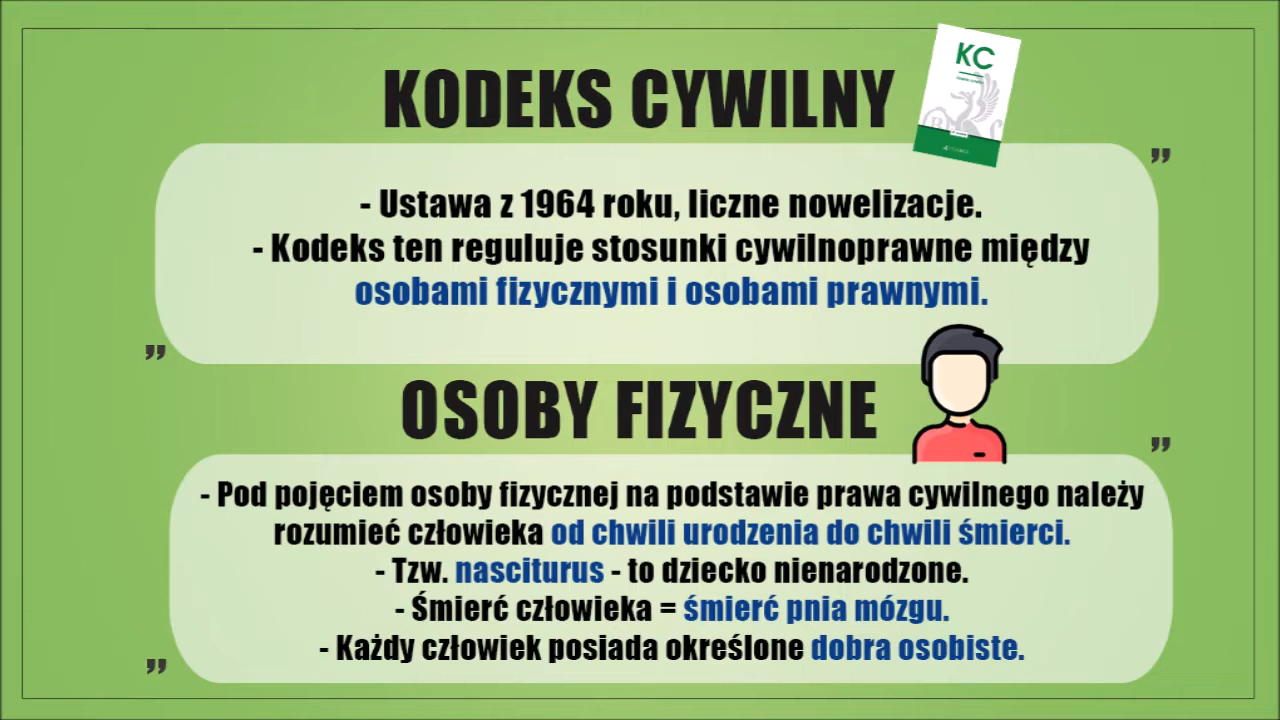 KODEKS CYWILNY
KC
- Ustawa z 1964 roku, liczne nowelizacje.
- Kodeks ten reguluje stosunki cywilnoprawne między
osobami fizycznymi i osobami prawnymi.
OSOBY FIZYCZNE
- Pod pojęciem osoby fizycznej na podstawie prawa cywilnego należy
rozumieć człowieka od chwili urodzenia do chwili śmierci.
- Tzw. nasciturus - to dziecko nienarodzone.
- Śmierć człowieka = śmierć pnia mózgu.
- Każdy człowiek posiada określone dobra osobiste.